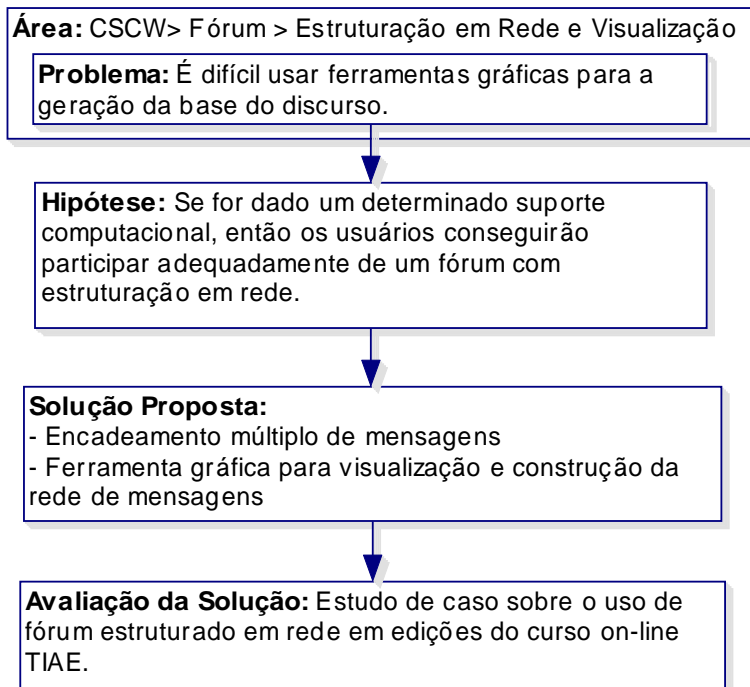 Área: CSCW> Fórum > Estruturação em Rede e Visualização
Problema: É difícil usar ferramentas gráficas para a
geração da base do discurso.
Hipótese: Se for dado um determinado suporte
computacional, então os usuários conseguirão
participar adequadamente de um fórum com
estruturação em rede.
Solução Proposta:
- Encadeamento múltiplo de mensagens
- Ferramenta gráfica para visualização e construção da
rede de mensagens
Avaliação da Solução: Estudo de caso sobre o uso de
fórum estruturado em rede em edições do curso on-line
TIAE.